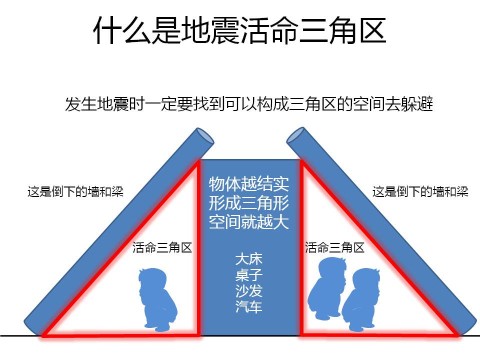 什么是地震活命三角区
发生地震时一定要找到可以构成三角区的空间去躲避
这是倒下的墙和梁
这是倒下的墙和梁
物体越结实
形成三角形
空间就越大
活命三角区
活命三角区
大床
桌子
沙发
汽车